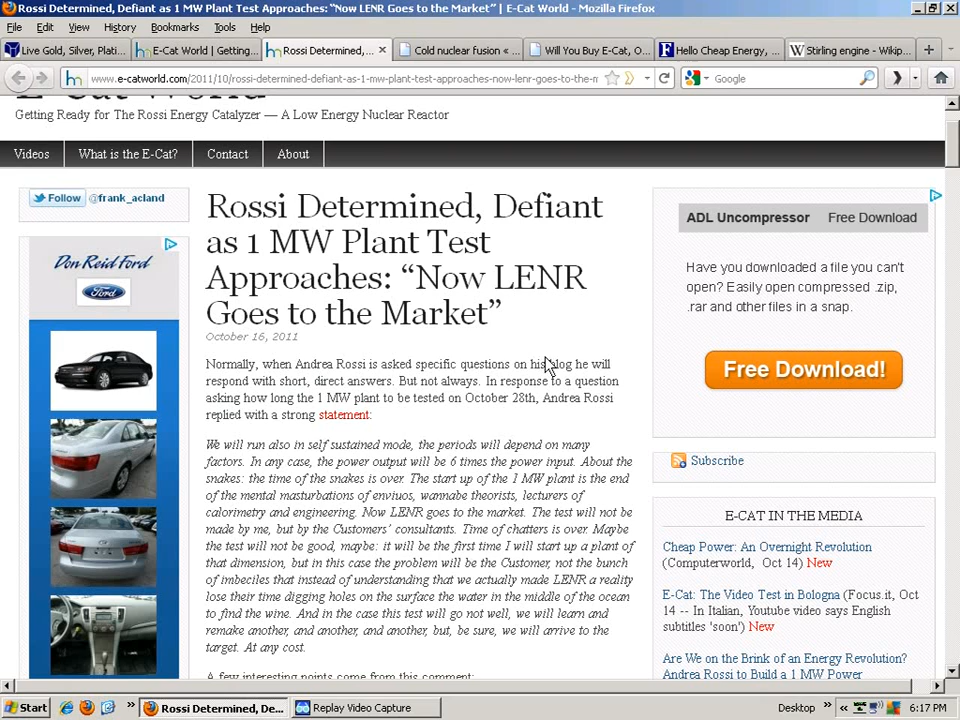 Rossi Determined, Defiant as 1 MW Plant Test Approaches: “Now LENR Goes to the Market” | E-Cat World - Mozilla Firefox
File Edit View History Bookmarks Tools Help
Live Gold, Silver, Plati...
E-Cat World | Getting...
Rossi Determined,...
Cold nuclear fusion «...
Will You Buy E-Cat, O...
Hello Cheap Energy, ...
Stirling engine - Wikip...
www.e-catworld.com/2011/10/rossi-determined-defiant-as-1-mw-plant-test-approaches-now-lenr-goes-to-the-m
Google
E-Cat World
Getting Ready for The Rossi Energy Catalyzer — A Low Energy Nuclear Reactor
Videos
What is the E-Cat?
Contact
About
Follow @frank_acland
Don Reid Ford
Ford
Rossi Determined, Defiant
as 1 MW Plant Test
Approaches: “Now LENR
Goes to the Market”
October 16, 2011
Normally, when Andrea Rossi is asked specific questions on his blog he will
respond with short, direct answers. But not always. In response to a question
asking how long the 1 MW plant to be tested on October 28th, Andrea Rossi
replied with a strong statement:
We will run also in self sustained mode, the periods will depend on many
factors. In any case, the power output will be 6 times the power input. About the
snakes: the time of the snakes is over. The start up of the 1 MW plant is the end
of the mental masturbations of enviuos, wannabe theorists, lecturers of
calorimetry and engineering. Now LENR goes to the market. The test will not be
made by me, but by the Customers’ consultants. Time of chatters is over. Maybe
the test will not be good, maybe: it will be the first time I will start up a plant of
that dimension, but in this case the problem will be the Customer, not the bunch
of imbeciles that instead of understanding that we actually made LENR a reality
lose their time digging holes on the surface the water in the middle of the ocean
to find the wine. And in the case this test will go not well, we will learn and
remake another, and another, and another, but, be sure, we will arrive to the
target. At any cost.
A few interesting points come from this comment:
ADL Uncompressor Free Download
Have you downloaded a file you can't
open? Easily open compressed .zip,
.rar and other files in a snap.
Free Download!
Subscribe
E-CAT IN THE MEDIA
Cheap Power: An Overnight Revolution
(Computerworld, Oct 14) New
E-Cat: The Video Test in Bologna (Focus.it, Oct
14 -- In Italian, Youtube video says English
subtitles 'soon') New
Are We on the Brink of an Energy Revolution?
Andrea Rossi to Build a 1 MW Power
Start
Rossi Determined, De...
Replay Video Capture
Desktop
6:17 PM